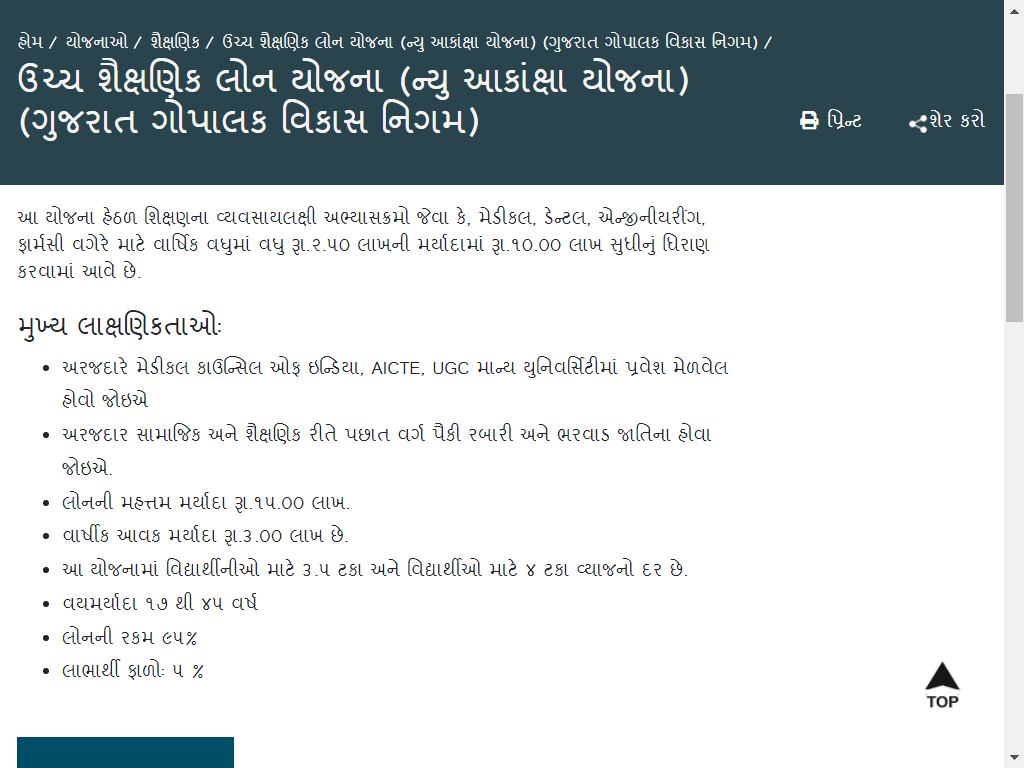 હોમ / યોજનાઓ / શૈક્ષણિક / ઉચ્ચ શૈક્ષણિક લોન યોજના (ન્યુ આકાંક્ષા યોજના) (ગુજરાત ગોપાલક વિકાસ નિગમ) /
ઉચ્ચ શૈક્ષણિક લોન યોજના (ન્યુ આકાંક્ષા યોજના)
(ગુજરાત ગોપાલક વિકાસ નિગમ)
પ્રિન્ટ શેર કરો
આ યોજના હેઠળ શિક્ષણના વ્યવસાયલક્ષી અભ્યાસક્રમો જેવા કે, મેડીકલ, ડેન્ટલ, એન્જીનીયરીંગ,
ફાર્મસી વગેરે માટે વાર્ષિક વધુમાં વધુ રૂા.૨.૫૦ લાખની મર્યાદામાં રૂા.૧૦.૦૦ લાખ સુધીનું ધિરાણ
કરવામાં આવે છે.
મુખ્ય લાક્ષણિકતાઓઃ
• અરજદારે મેડીકલ કાઉન્સિલ ઓફ ઇન્ડિયા, AICTE, UGC માન્ય યુનિવર્સિટીમાં પ્રવેશ મેળવેલ
હોવો જોઇએ
• અરજદાર સામાજિક અને શૈક્ષણિક રીતે પછાત વર્ગ પૈકી રબારી અને ભરવાડ જાતિના હોવા
જોઇએ.
• લોનની મહત્તમ મર્યાદા રૂા.૧૫.૦૦ લાખ.
• વાર્ષીક આવક મર્યાદા રૂા.૩.૦૦ લાખ છે.
• આ યોજનામાં વિદ્યાર્થીનીઓ માટે ૩.૫ ટકા અને વિદ્યાર્થીઓ માટે ૪ ટકા વ્યાજનો દર છે.
• વયમર્યાદા ૧૭ થી ૪૫ વર્ષ
• લોનની રકમ ૯૫%
• લાભાર્થી ફાળોઃ ૫ %
TOP